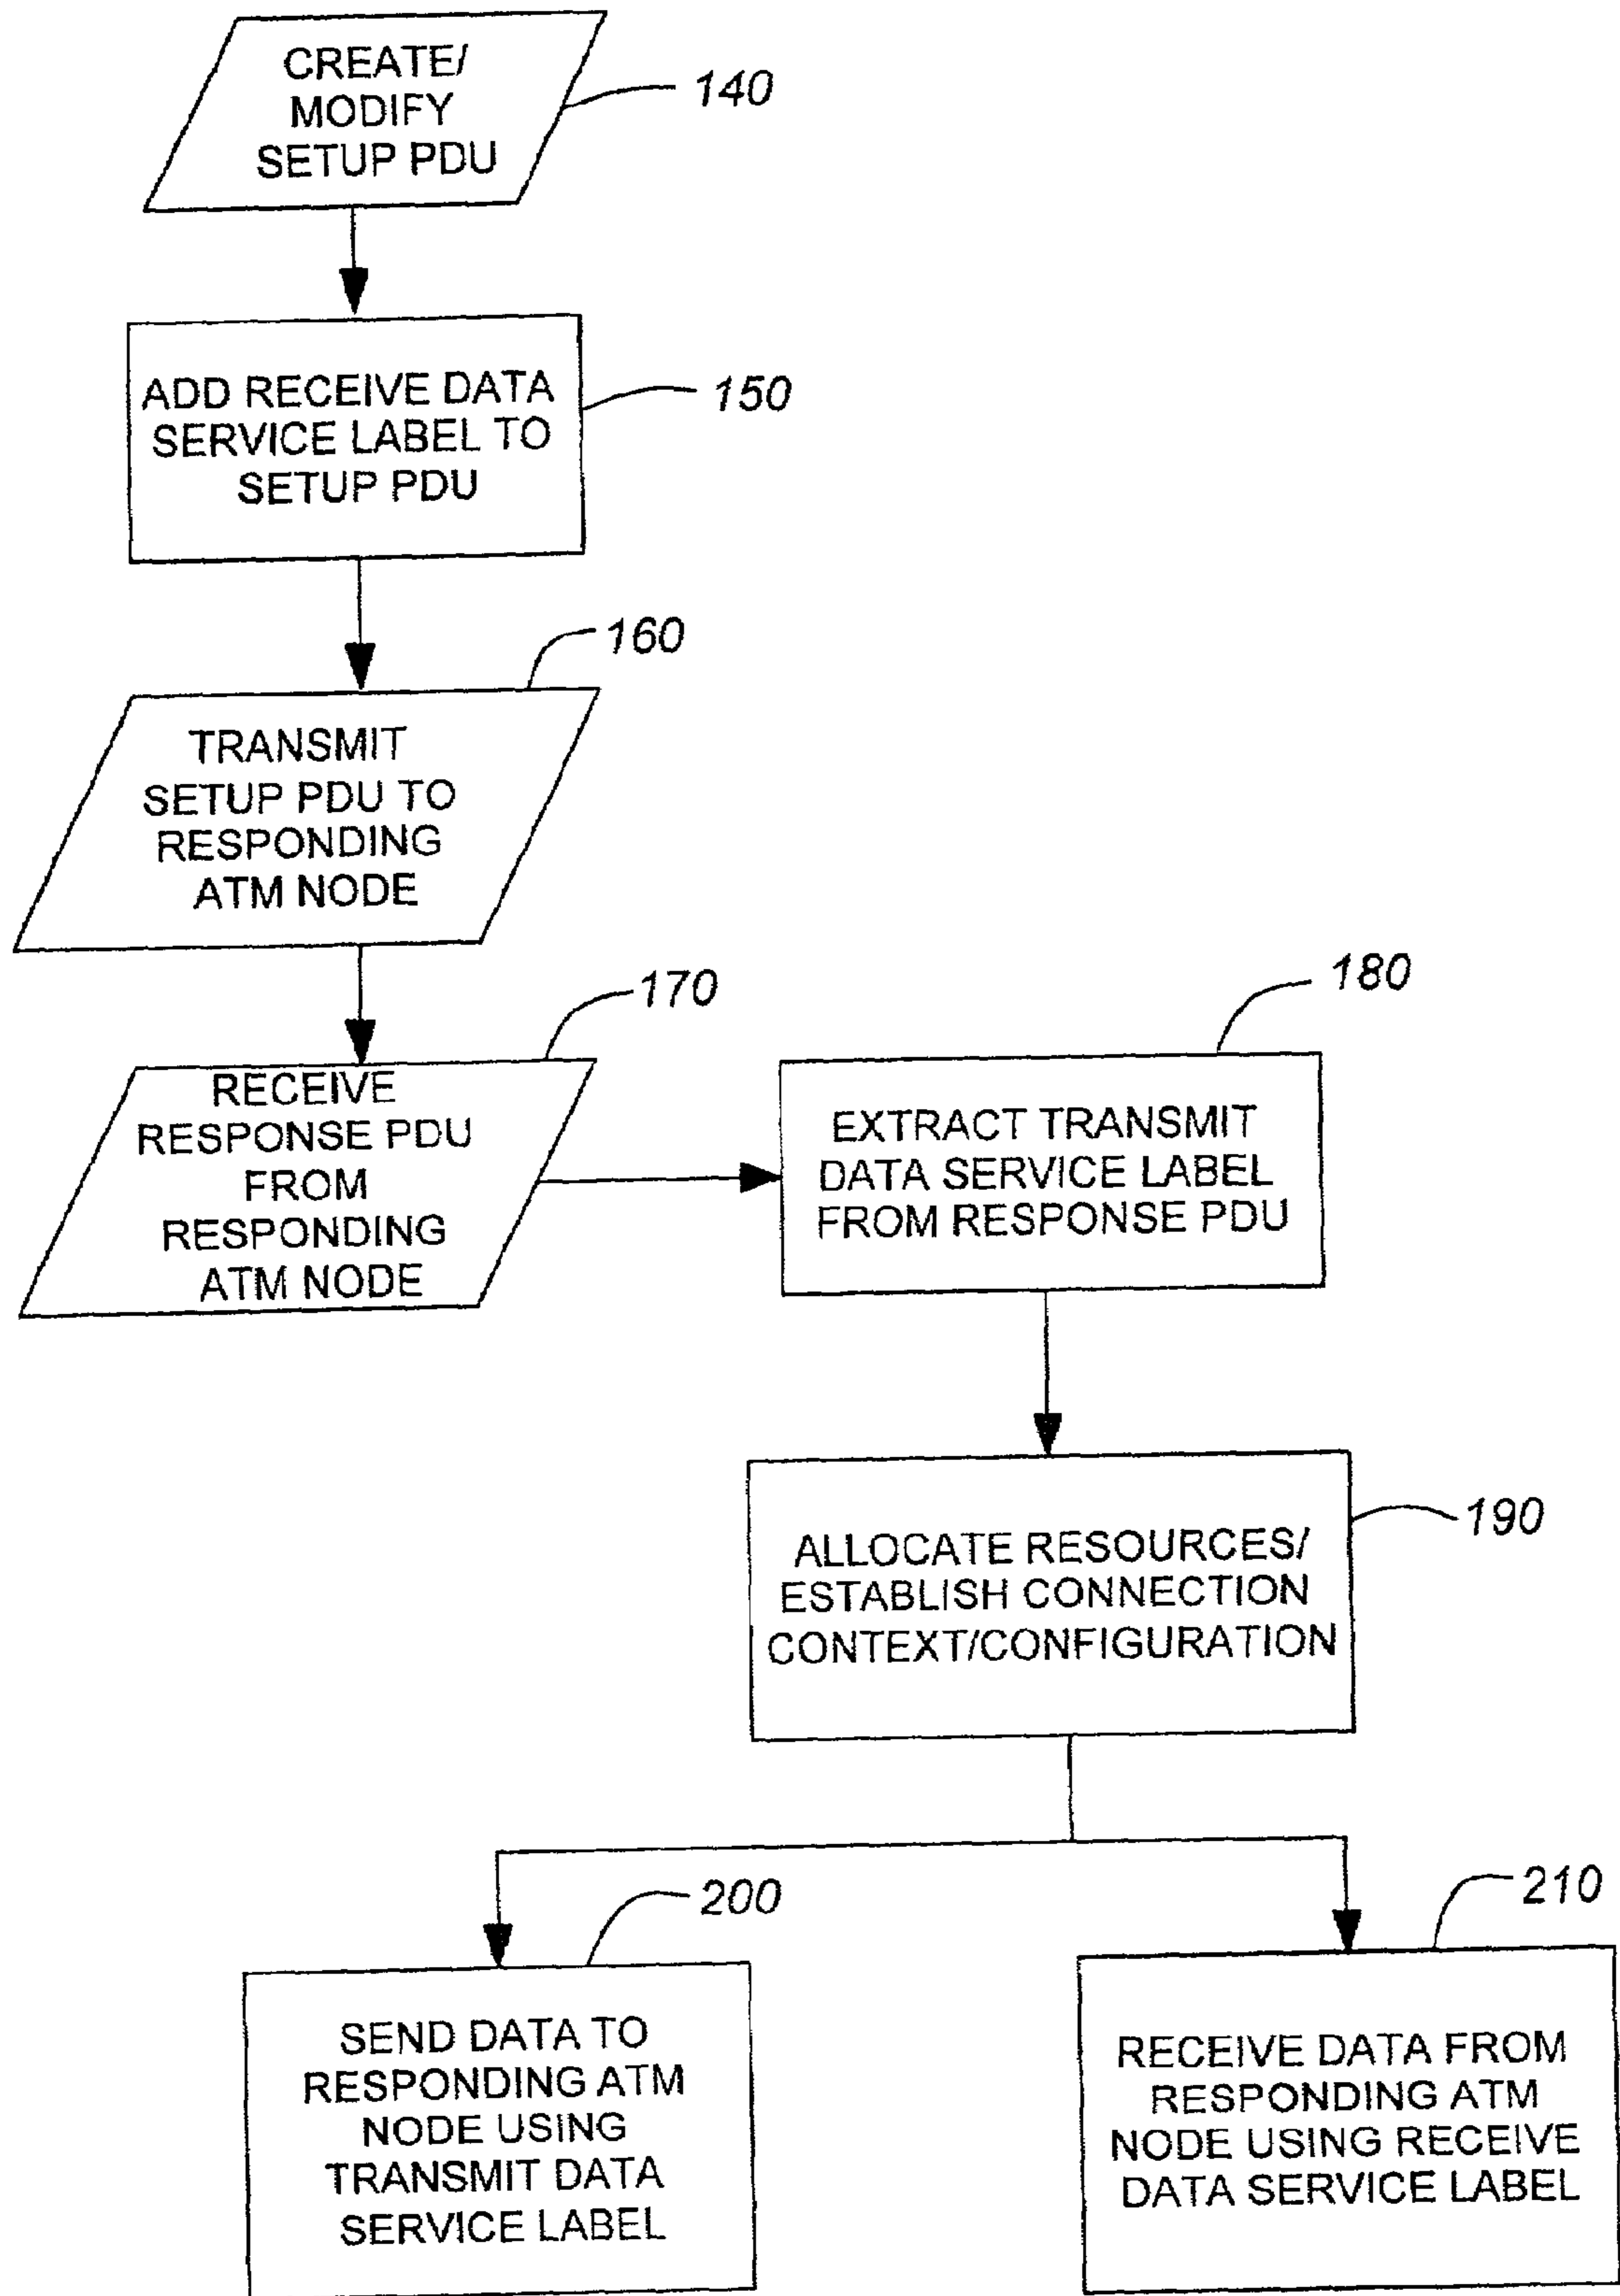 CREATE/
MODIFY
SETUP PDU
140
ADD RECEIVE DATA
SERVICE LABEL TO
SETUP PDU
150
160
TRANSMIT
SETUP PDU TO
RESPONDING
ATM NODE
170
RECEIVE
RESPONSE PDU
FROM
RESPONDING
ATM NODE
180
EXTRACT TRANSMIT
DATA SERVICE LABEL
FROM RESPONSE PDU
190
ALLOCATE RESOURCES/
ESTABLISH CONNECTION
CONTEXT/CONFIGURATION
200
SEND DATA TO
RESPONDING ATM
NODE USING
TRANSMIT DATA
SERVICE LABEL
210
RECEIVE DATA FROM
RESPONDING ATM
NODE USING RECEIVE
DATA SERVICE LABEL